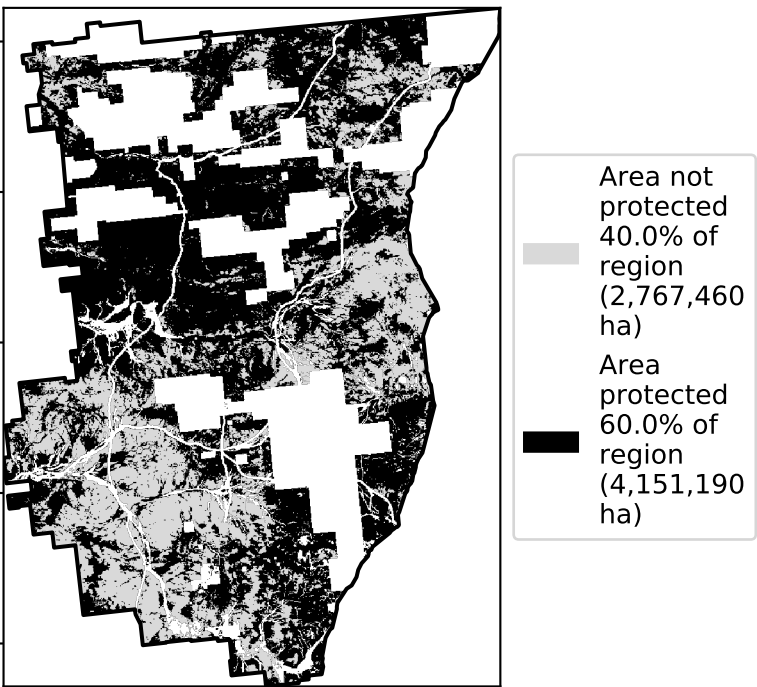 Area not
protected
40.0% of
region
(2,767,460
ha)
Area
protected
60.0% of
region
(4,151,190
ha)